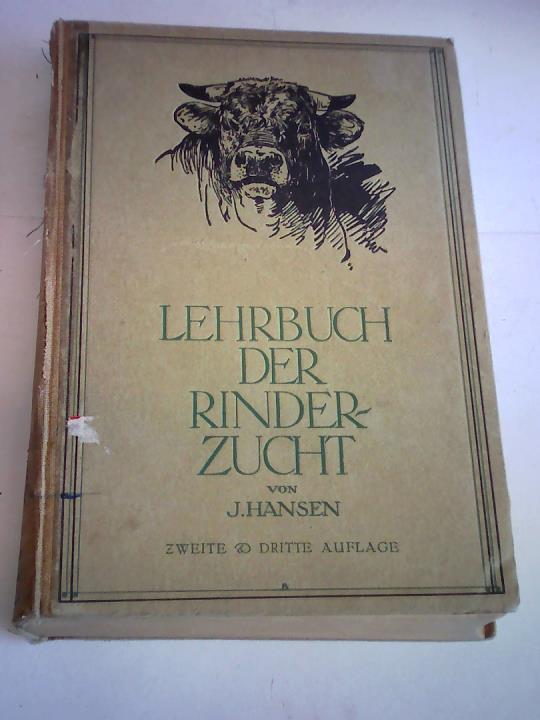 LEHRBUCH
DER
RINDER-
ZUCHT
VON
J. HANSEN
ZWEITE & DRITTE AUFLAGE